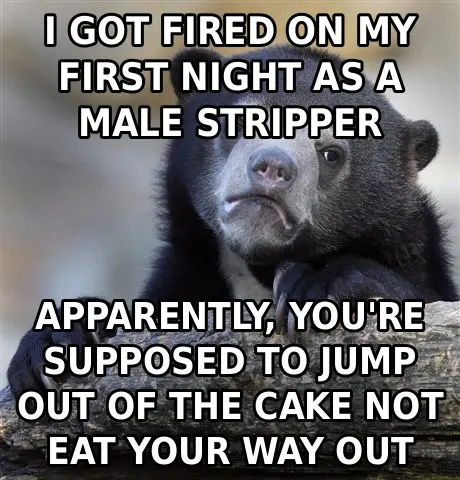 I GOT FIRED ON MY
FIRST NIGHT AS A
MALE STRIPPER
APPARENTLY, YOU'RE
SUPPOSED TO JUMP
OUT OF THE CAKE NOT
EAT YOUR WAY OUT